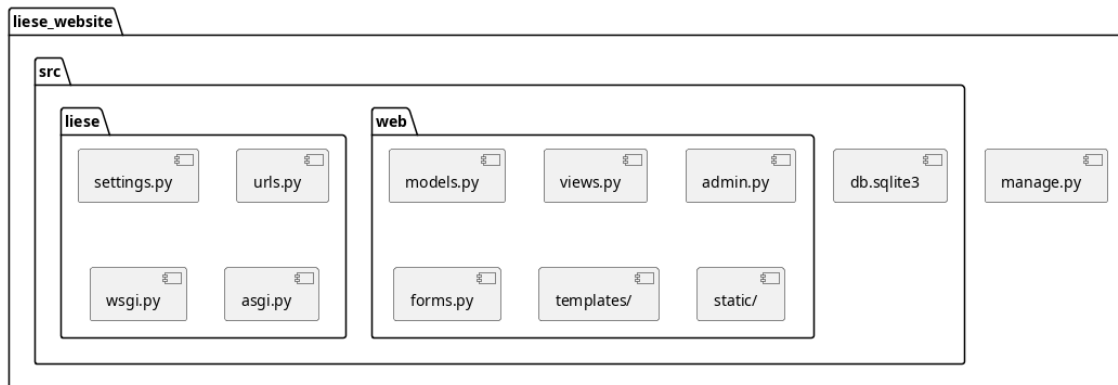 liese_website
src
liese
web
settings.py
urls.py
models.py
views.py
admin.py
db.sqlite3
manage.py
wsgi.py
asgi.py
forms.py
templates/
static/